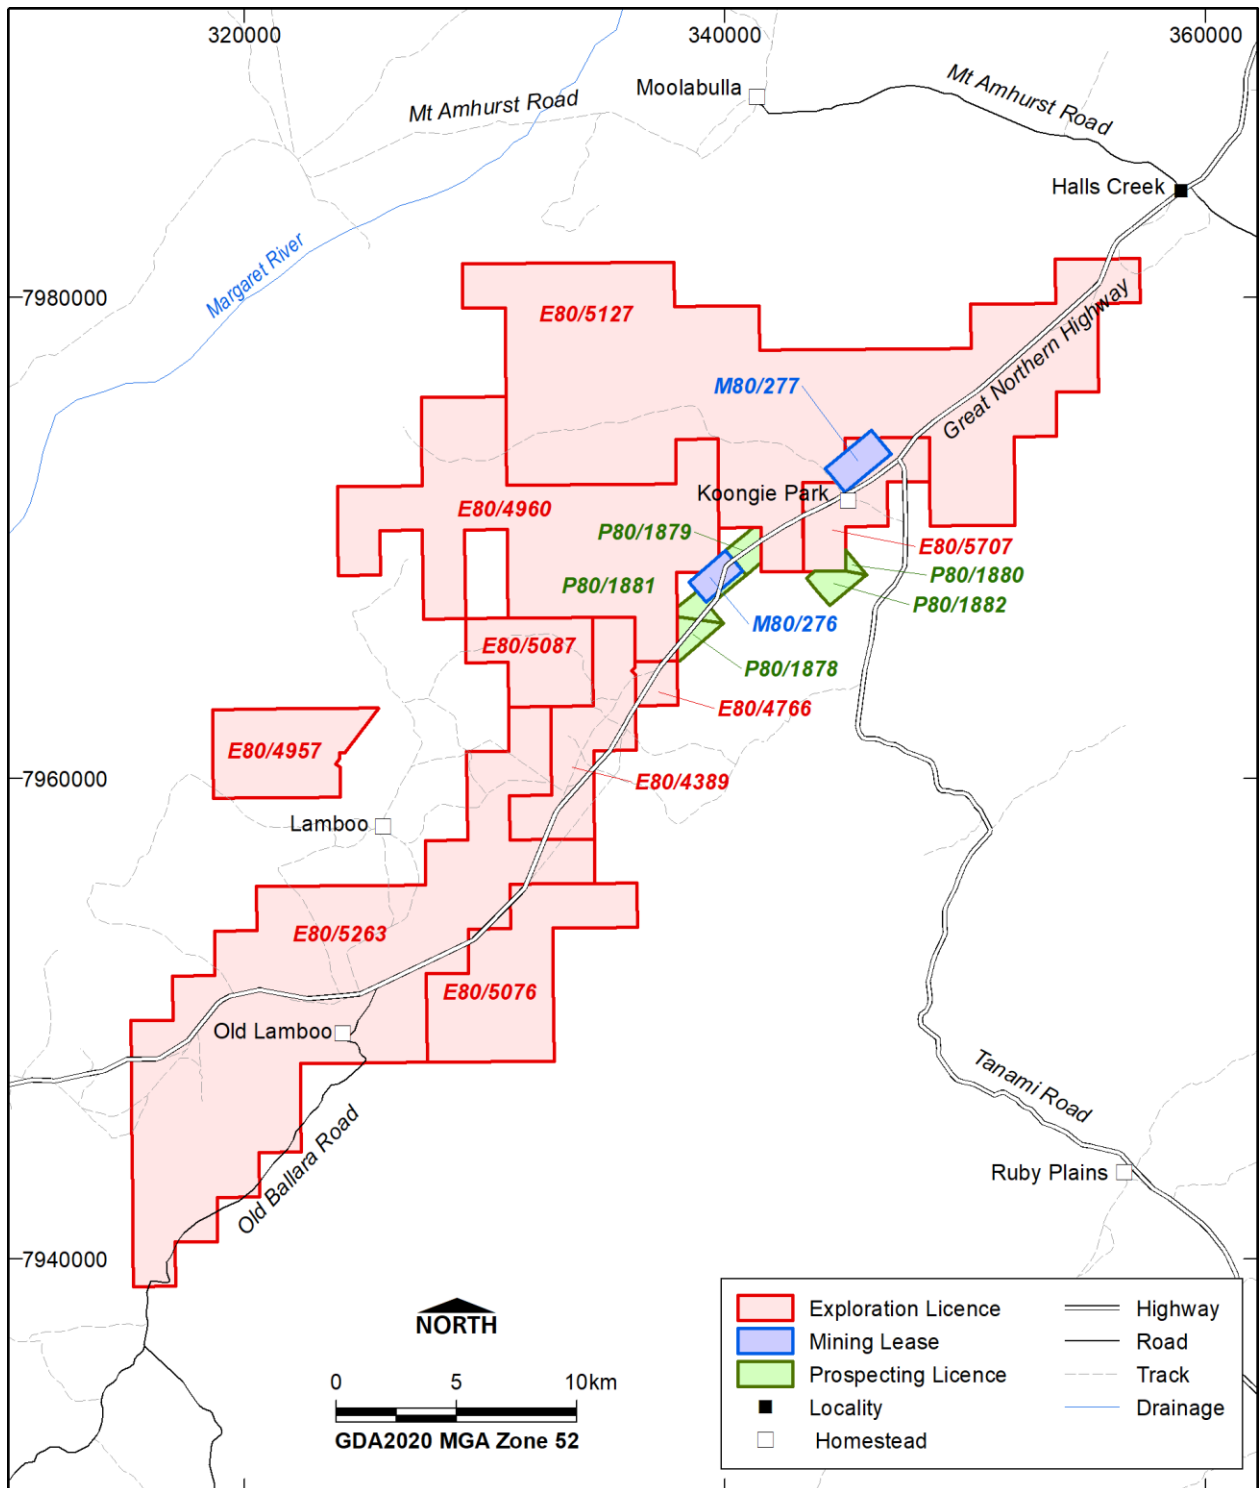 320000
340000
360000
Moolabulla
Mt Amhurst Road
Mt Amhurst Road
Halls Creek
Margaret River
7980000
E80/5127
Great Northern Highway
M80/277
Koongie Park
E80/4960
P80/1879
E80/5707
P80/1881
P80/1880
P80/1882
M80/276
E80/5087
P80/1878
E80/4766
E80/4957
7960000
E80/4389
Lamboo
E80/5263
E80/5076
Old Lamboo
Tanami Road
Old Ballara Road
Ruby Plains
7940000
NORTH
0 5 10km
GDA2020 MGA Zone 52
Exploration Licence
Mining Lease
Prospecting Licence
Locality
Homestead
Highway
Road
Track
Drainage